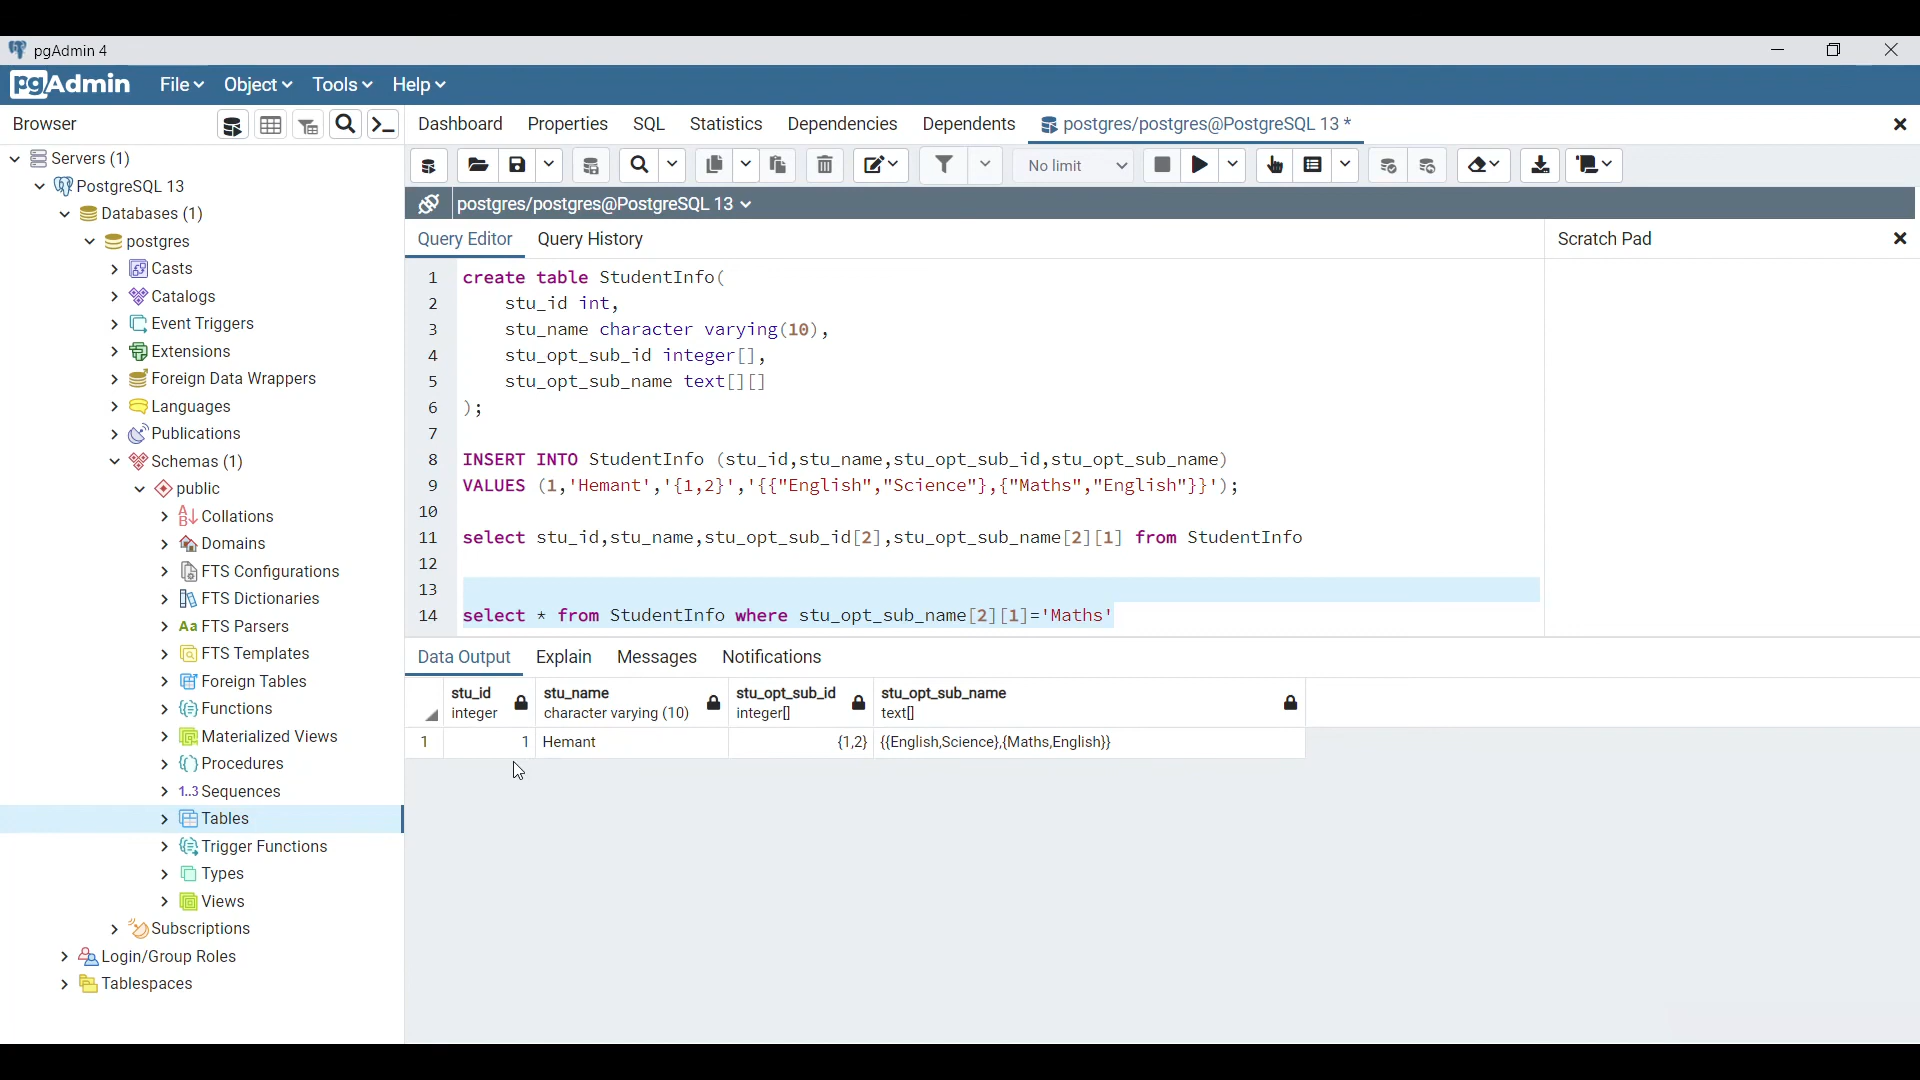 pgAdmin 4
pgAdmin File Object Tools Help
Browser
Dashboard Properties SQL Statistics Dependencies Dependents postgres/postgres@PostgreSQL 13 *
No limit
postgres/postgres@PostgreSQL 13
Query Editor Query History
Scratch Pad
Servers (1)
PostgreSQL 13
Databases (1)
postgres
Casts
Catalogs
Event Triggers
Extensions
Foreign Data Wrappers
Languages
Publications
Schemas (1)
public
Collations
Domains
FTS Configurations
FTS Dictionaries
Aa FTS Parsers
FTS Templates
Foreign Tables
Functions
Materialized Views
Procedures
1..3 Sequences
Tables
Trigger Functions
Types
Views
Subscriptions
Login/Group Roles
Tablespaces
1 create table StudentInfo(
2 stu_id int,
3 stu_name character varying(10),
4 stu_opt_sub_id integer[],
5 stu_opt_sub_name text[][]
6 );
7
8 INSERT INTO StudentInfo (stu_id,stu_name,stu_opt_sub_id,stu_opt_sub_name)
9 VALUES (1,'Hemant','{1,2}','{{"English","Science"},{"Maths","English"}}');
10
11 select stu_id,stu_name,stu_opt_sub_id[2],stu_opt_sub_name[2][1] from StudentInfo
12
13
14 select * from StudentInfo where stu_opt_sub_name[2][1]='Maths'
Data Output Explain Messages Notifications
stu_id stu_name stu_opt_sub_id stu_opt_sub_name
integer character varying (10) integer[] text[]
1 1 Hemant {1,2} {{English,Science},{Maths,English}}